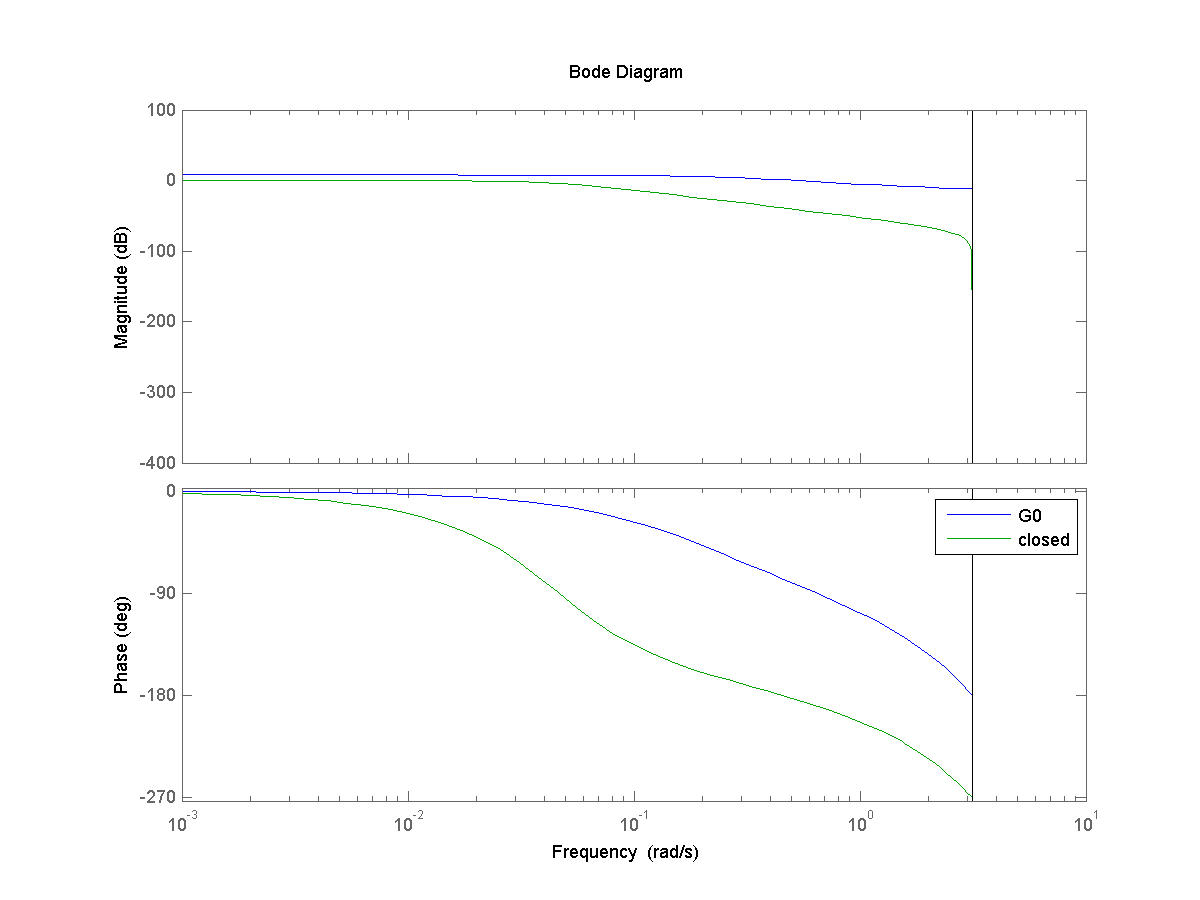 Bode Diagram
Magnitude (dB)
100
0
-100
-200
-300
-400
Phase (deg)
0
-90
-180
-270
G0
closed
10^-3 10^-2 10^-1 10^0 10^1
Frequency (rad/s)